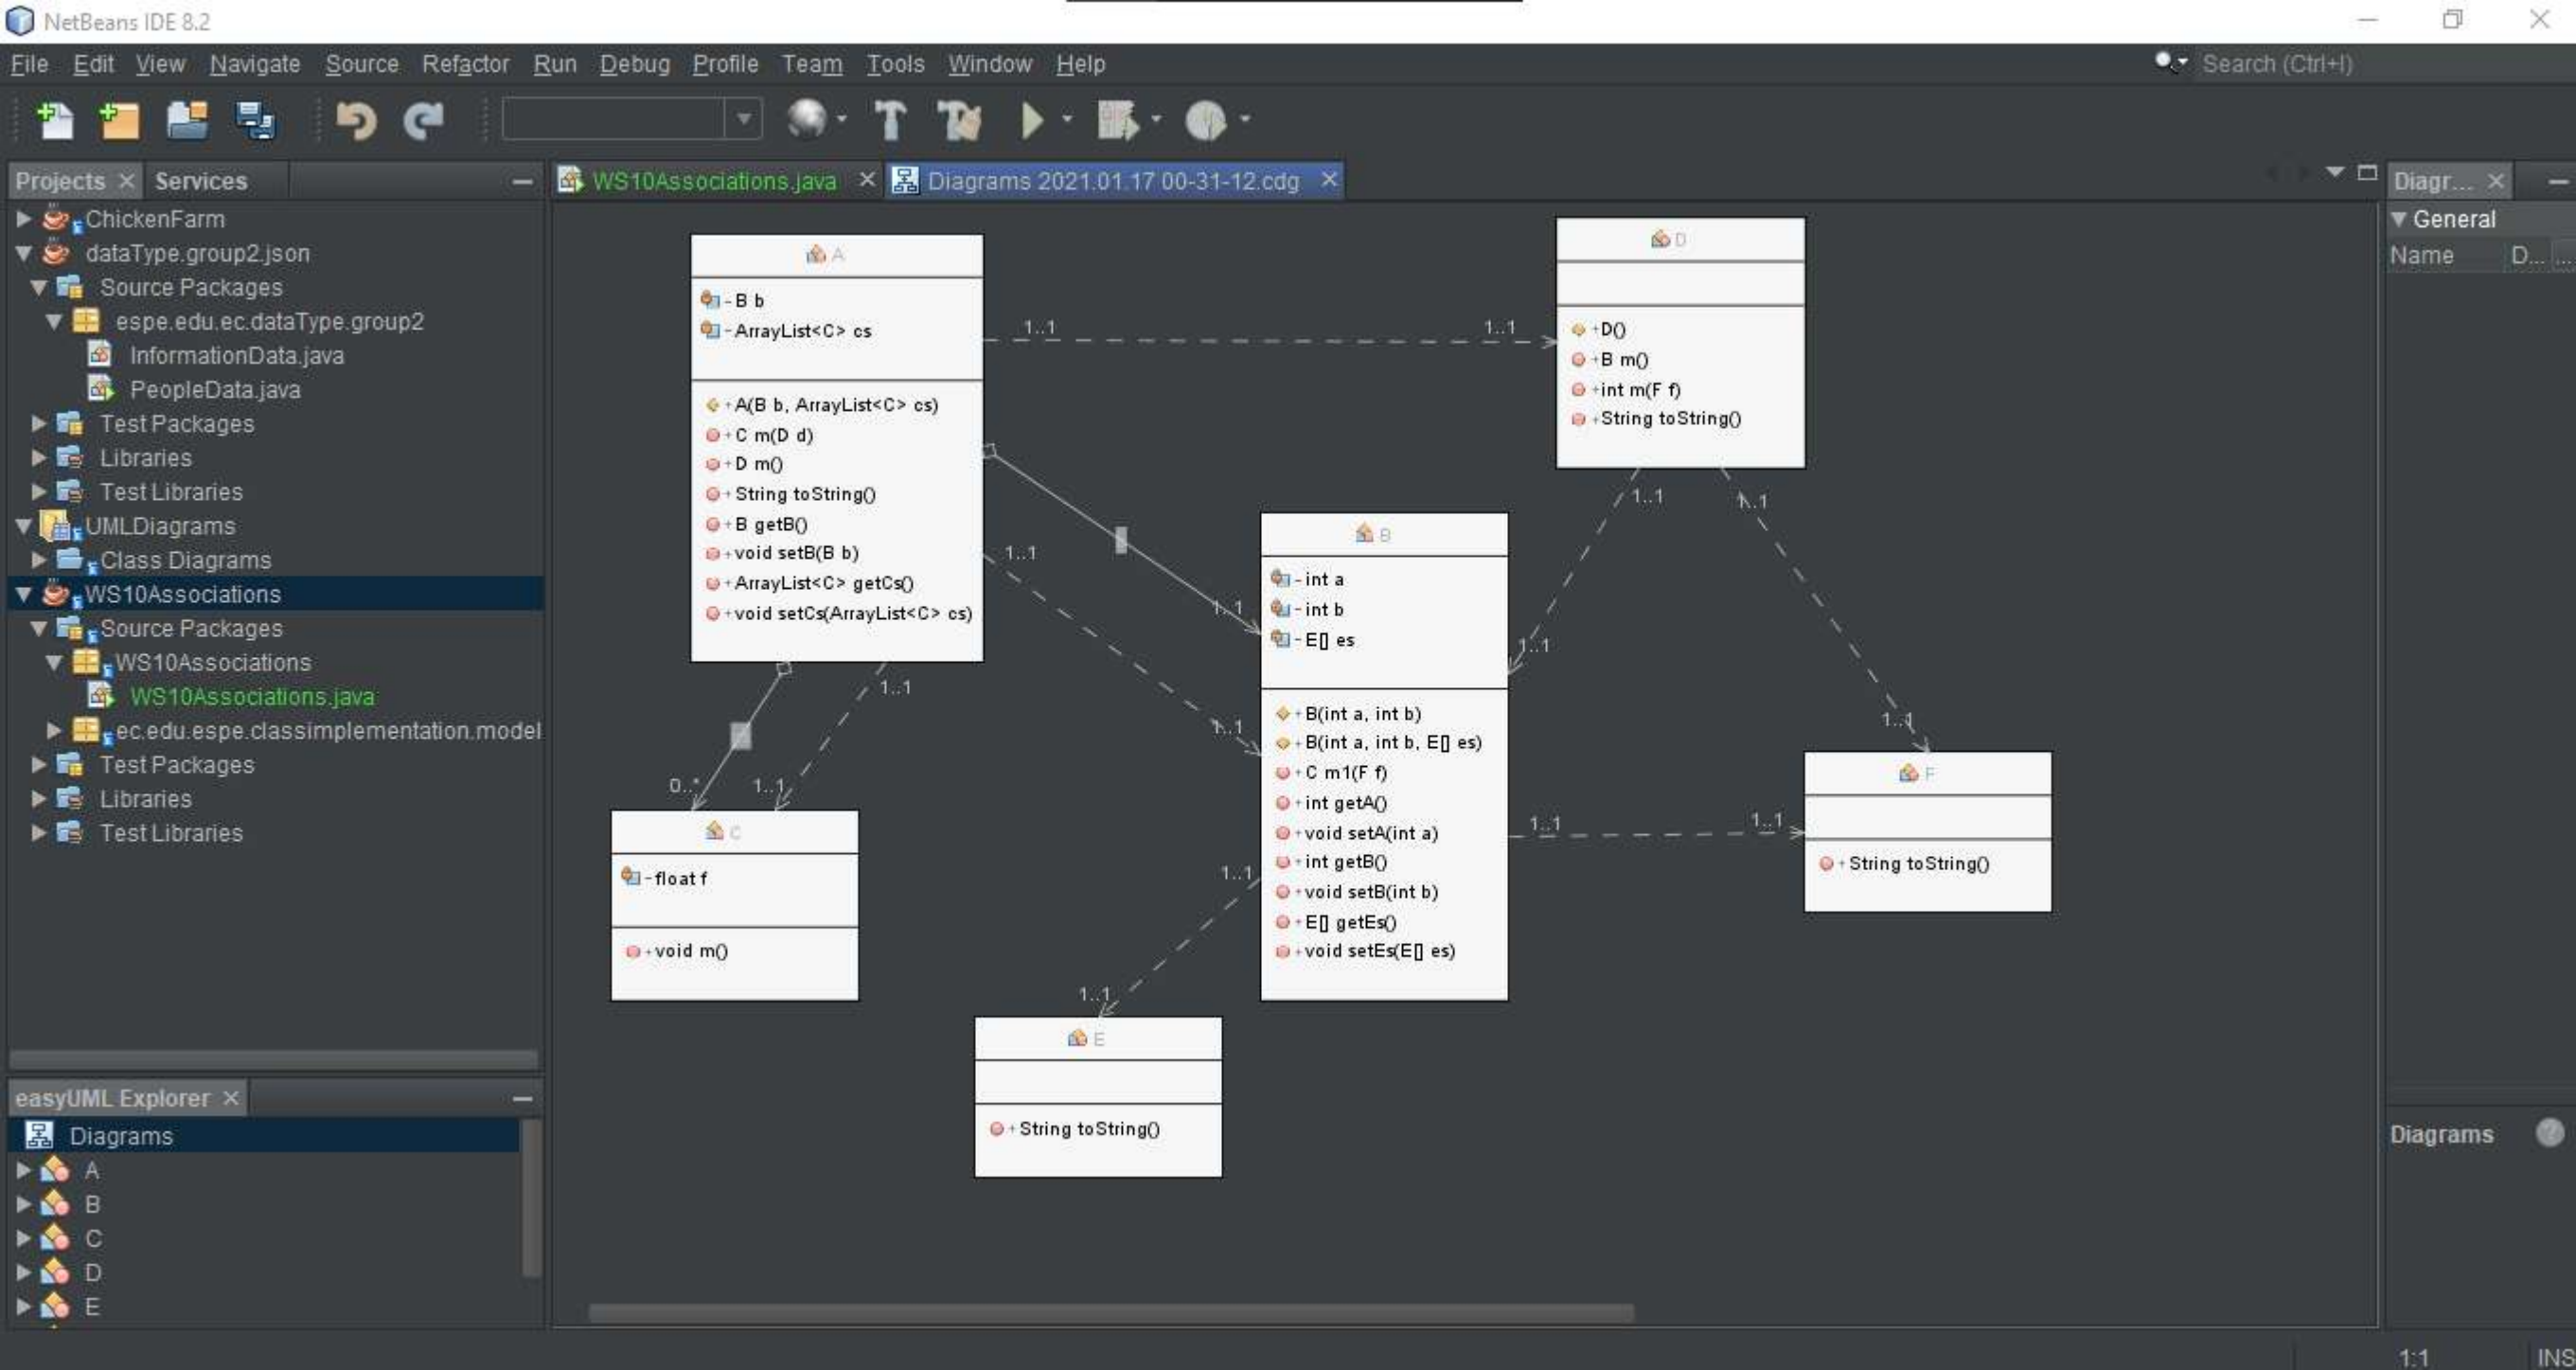 NetBeans IDE 8.2
File Edit View Navigate Source Refactor Run Debug Profile Team Tools Window Help
Search (Ctrl+I)
Projects
Services
ChickenFarm
dataType.group2.json
Source Packages
espe.edu.ec.dataType.group2
InformationData.java
PeopleData.java
Test Packages
Libraries
Test Libraries
UMLDiagrams
Class Diagrams
WS10Associations
Source Packages
WS10Associations
WS10Associations.java
ec.edu.espe.classimplementation.model
Test Packages
Libraries
Test Libraries
easyUML Explorer
Diagrams
A
B
C
D
E
WS10Associations.java
Diagrams 2021.01.17 00-31-12.cdg
A
- B b
- ArrayList<C> cs
+ A(B b, ArrayList<C> cs)
+ C m(D d)
+ D m()
+ String toString()
+ B getB()
+ void setB(B b)
+ ArrayList<C> getCs()
+ void setCs(ArrayList<C> cs)
1..1
1..1
D
+ D()
+ B m()
+ int m(F f)
+ String toString()
1..1
1..1
1..1
1..1
1..1
1..1
1..1
1..1
0..*
1..1
B
- int a
- int b
- E[] es
+ B(int a, int b)
+ B(int a, int b, E[] es)
+ C m1(F f)
+ int getA()
+ void setA(int a)
+ int getB()
+ void setB(int b)
+ E[] getEs()
+ void setEs(E[] es)
C
- float f
+ void m()
1..1
1..1
F
+ String toString()
1..1
1..1
E
+ String toString()
Diagr...
General
Name D... ...
Diagrams
?
1:1 INS